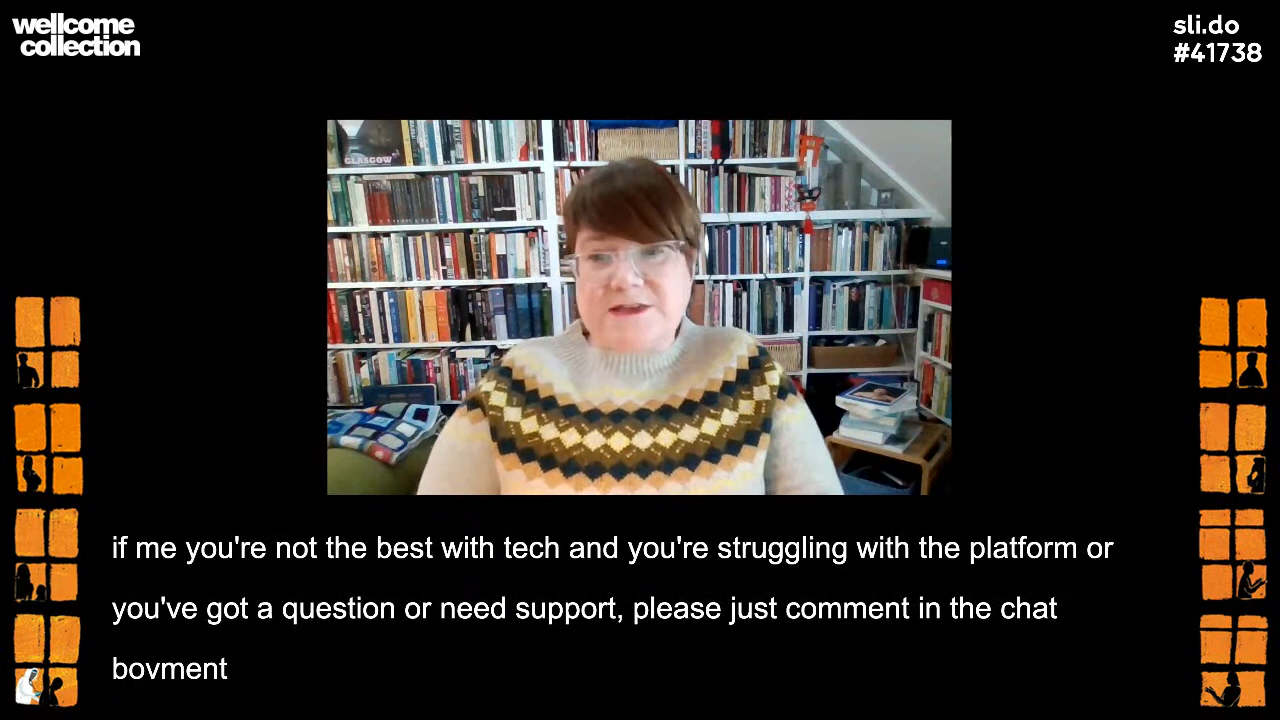 wellcome
collection
sli.do
#41738
GLASGOW
if me you're not the best with tech and you're struggling with the platform or
you've got a question or need support, please just comment in the chat
bovment